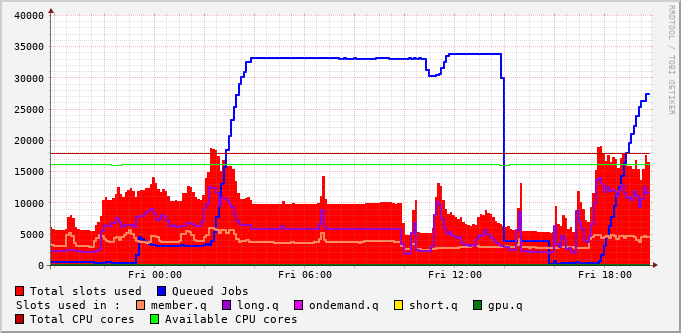 40000
35000
30000
25000
20000
15000
10000
5000
0
Fri 00:00 Fri 06:00 Fri 12:00 Fri 18:00
RRDTOOL / TOBI OETIKER
Total slots used Queued Jobs
Slots used in : member.q long.q ondemand.q short.q gpu.q
Total CPU cores Available CPU cores